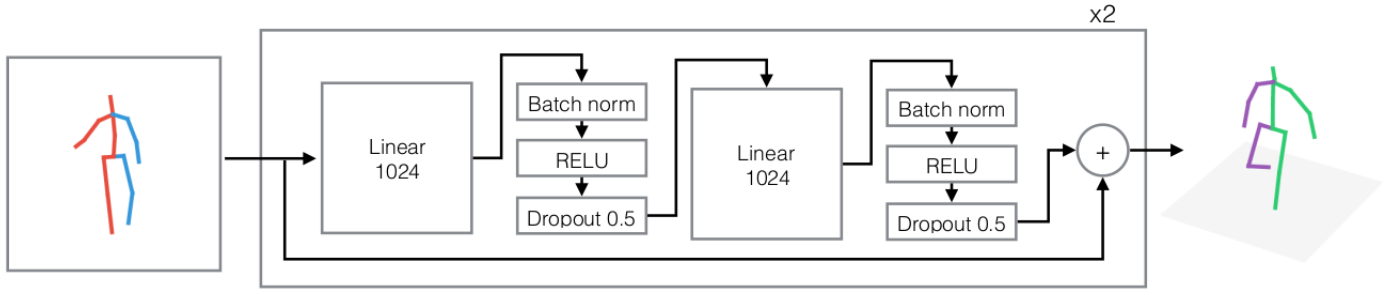 x2
Linear
1024
Batch norm
RELU
Dropout 0.5
Linear
1024
Batch norm
RELU
Dropout 0.5
+